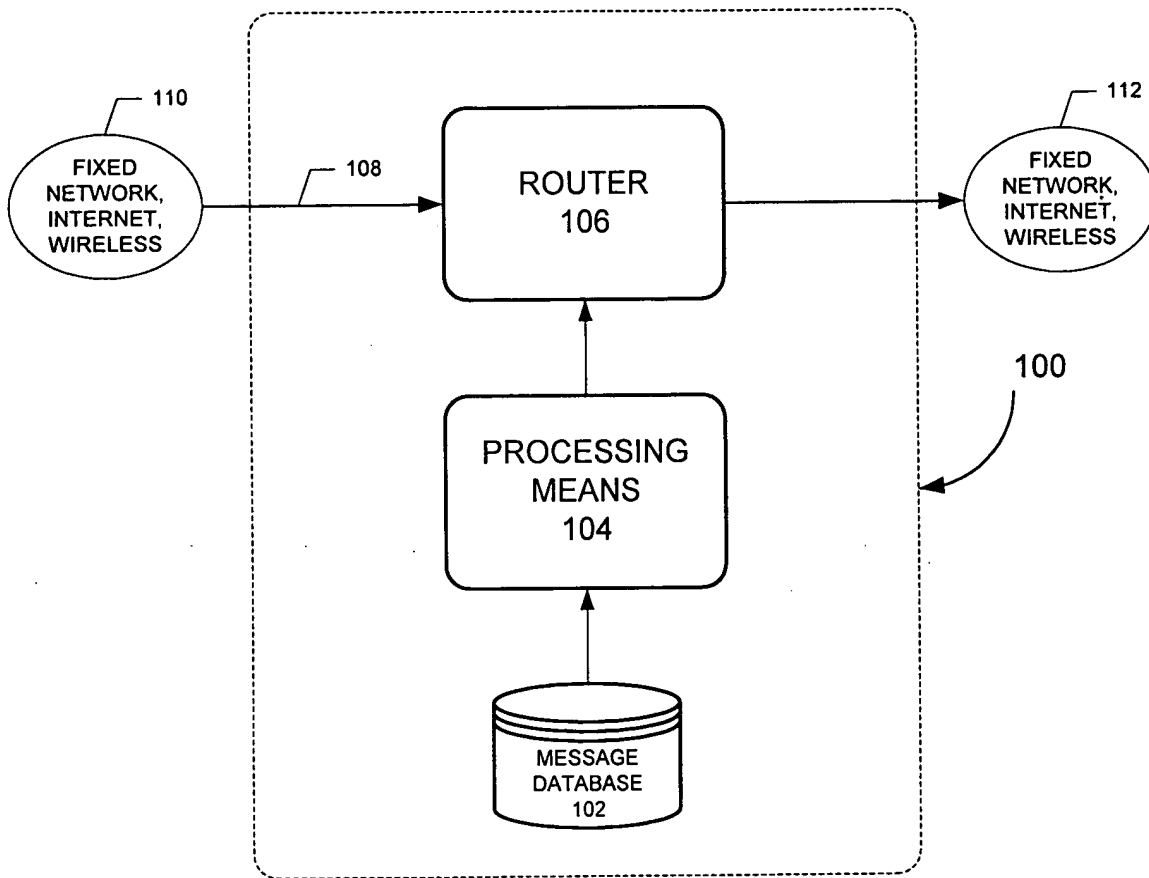 110
FIXED
NETWORK,
INTERNET,
WIRELESS
108
ROUTER
106
112
FIXED
NETWORK,
INTERNET,
WIRELESS
100
PROCESSING
MEANS
104
MESSAGE
DATABASE
102